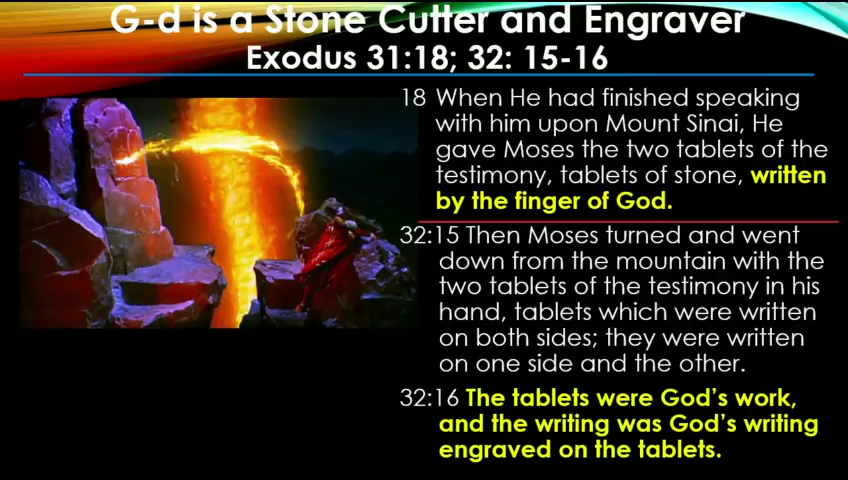 G-d is a Stone Cutter and Engraver
Exodus 31:18; 32: 15-16
18 When He had finished speaking
with him upon Mount Sinai, He
gave Moses the two tablets of the
testimony, tablets of stone, written
by the finger of God.
32:15 Then Moses turned and went
down from the mountain with the
two tablets of the testimony in his
hand, tablets which were written
on both sides; they were written
on one side and the other.
32:16 The tablets were God's work,
and the writing was God's writing
engraved on the tablets.